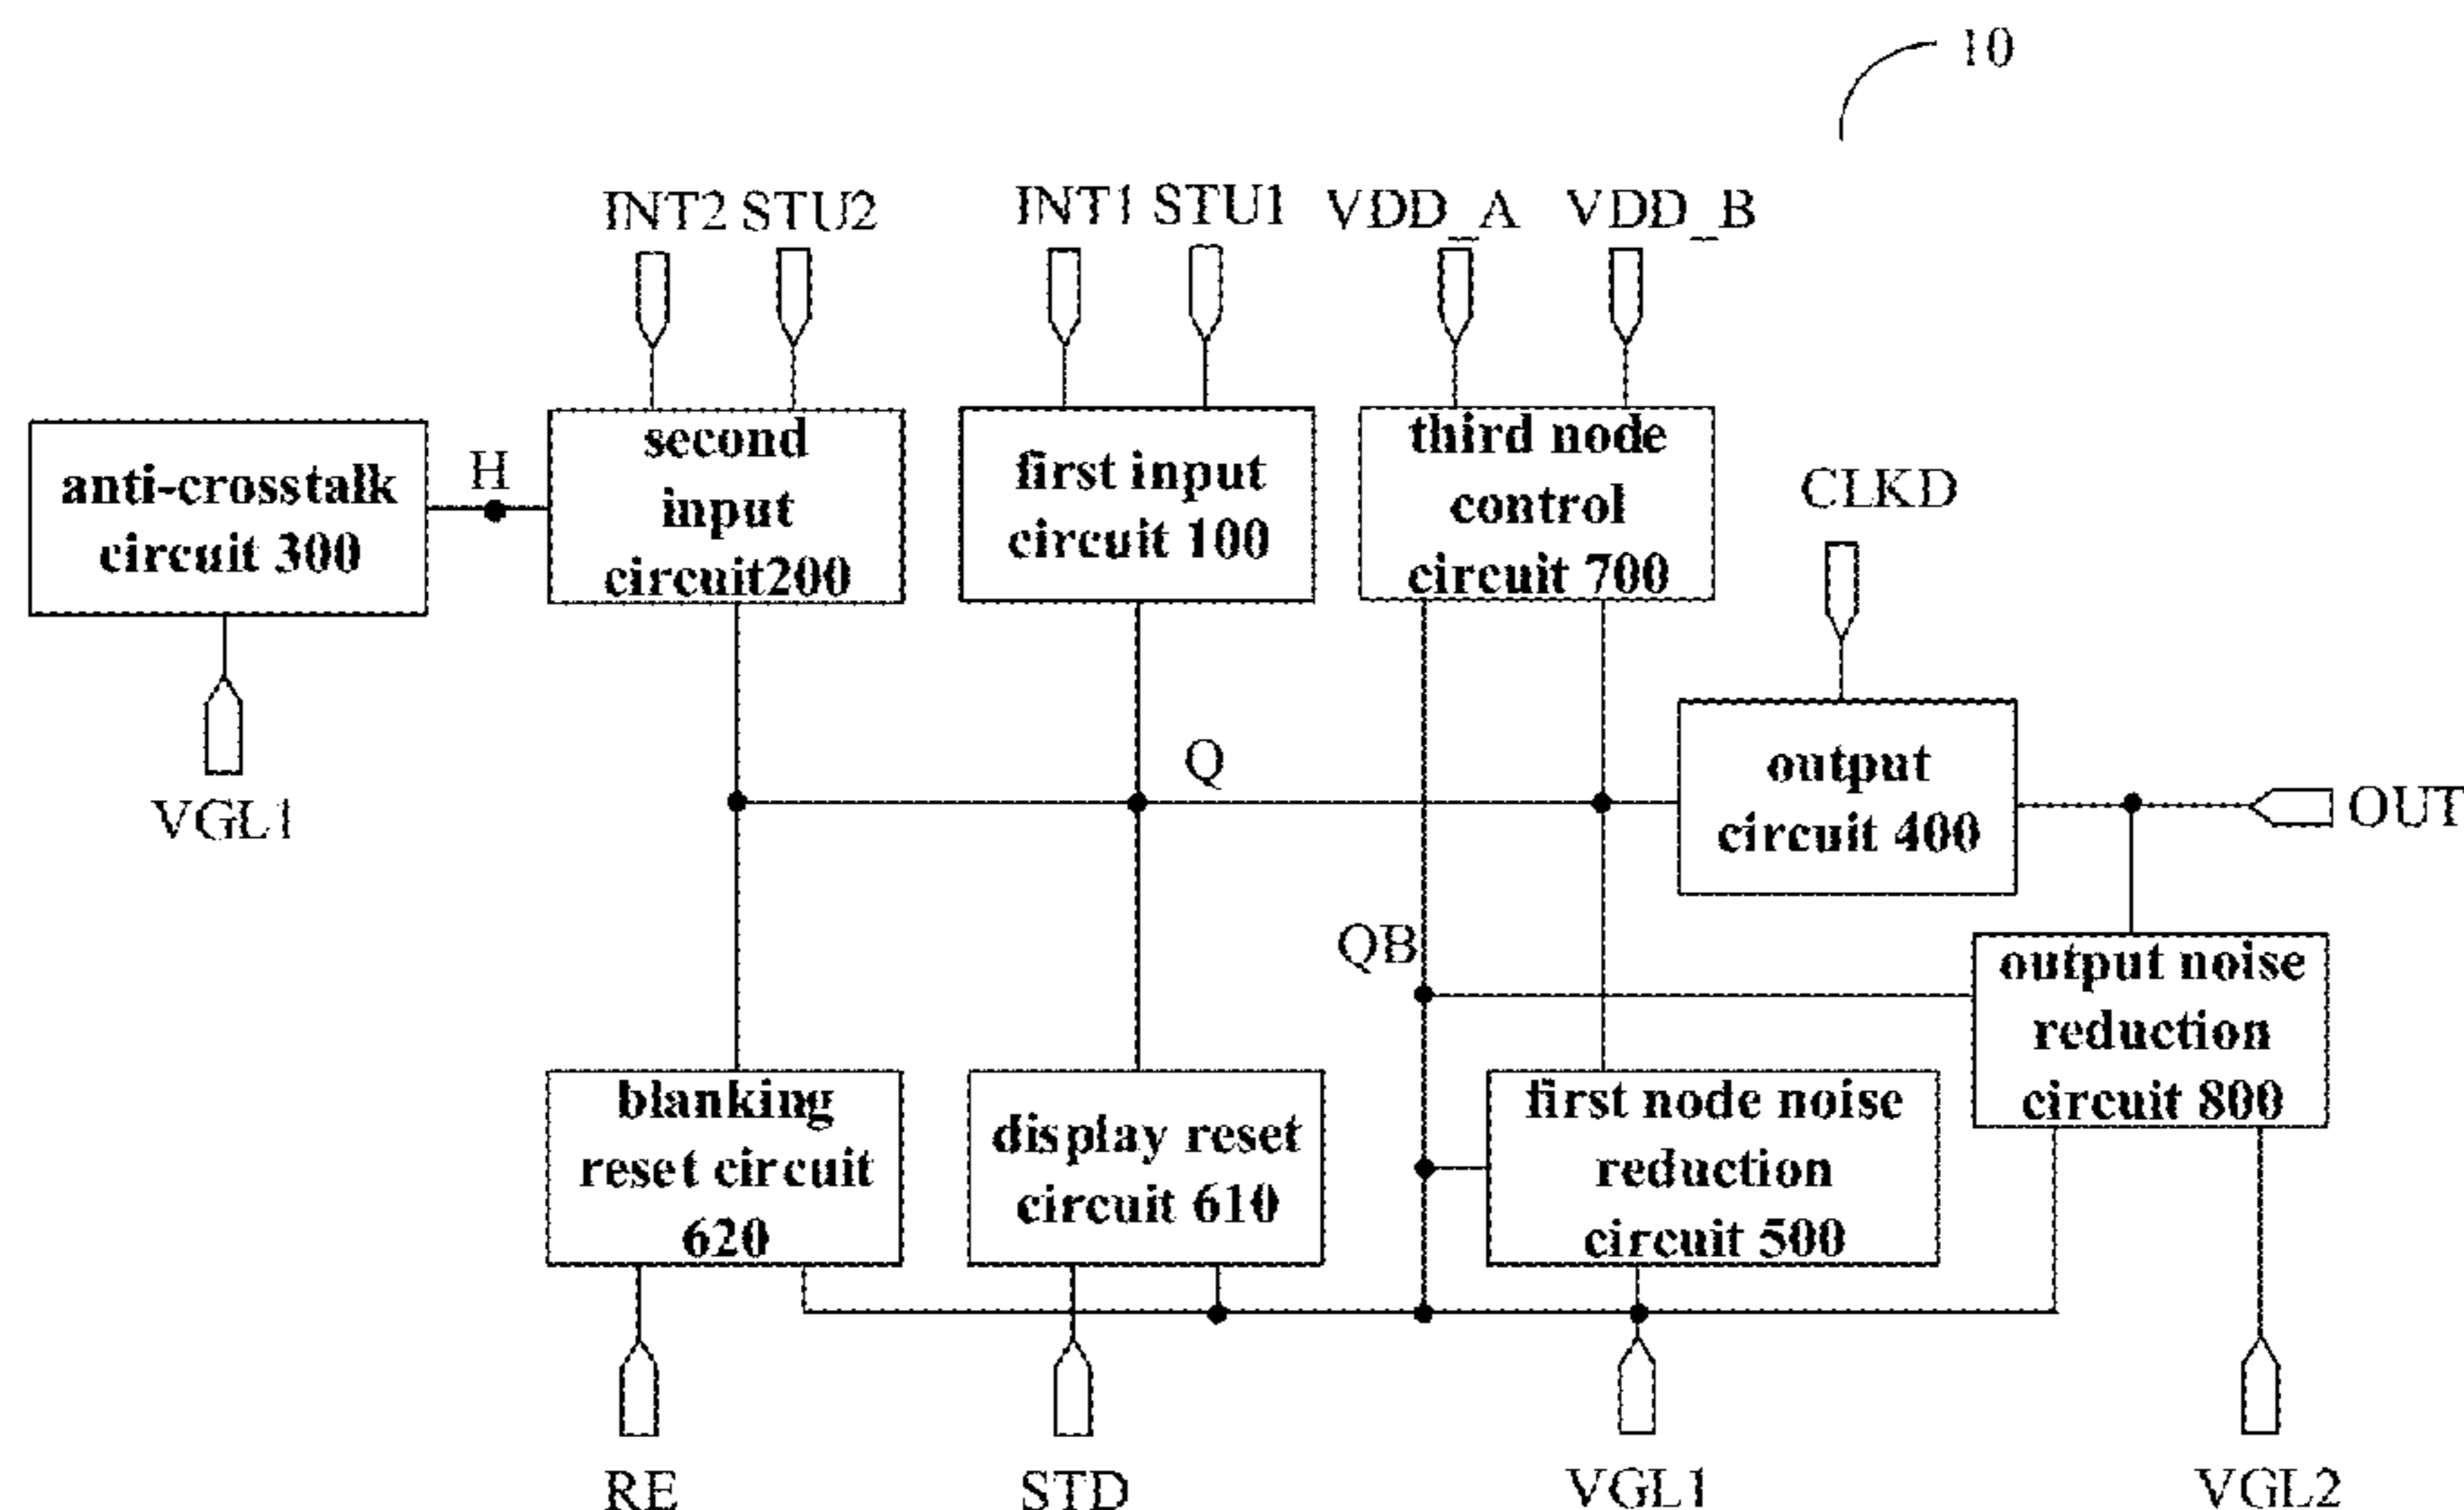 10
INT2 STU2
INT1 STU1
VDD_A
VDD_B
anti-crosstalk
circuit 300
H
second
input
circuit200
first input
circuit 100
third node
control
circuit 700
CLKD
VGL1
Q
output
circuit 400
OUT
QB
output noise
reduction
circuit 800
blanking
reset circuit
620
display reset
circuit 610
first node noise
reduction
circuit 500
RE
STD
VGL1
VGL2